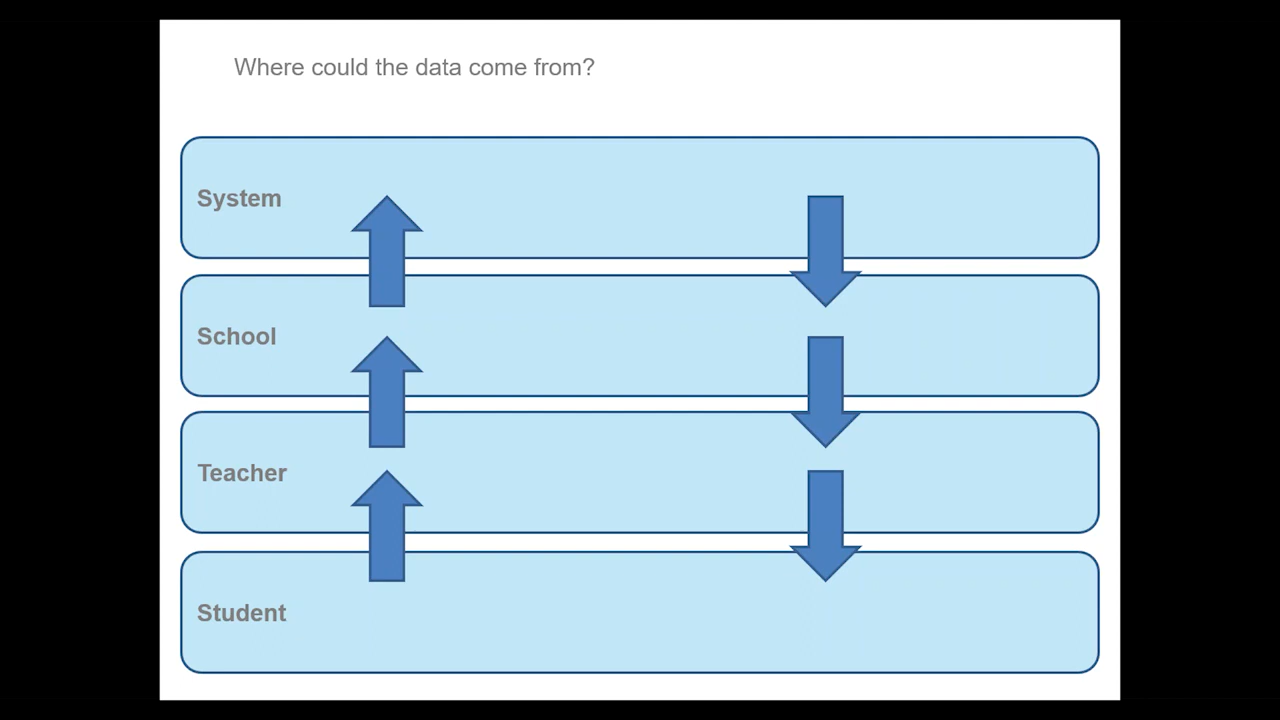 Where could the data come from?
System
School
Teacher
Student